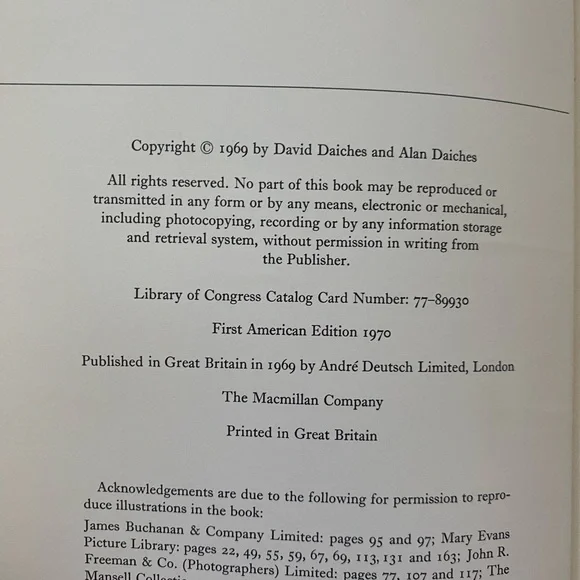 Copyright © 1969 by David Daiches and Alan Daiches
All rights reserved. No part of this book may be reproduced or
transmitted in any form or by any means, electronic or mechanical,
including photocopying, recording or by any information storage
and retrieval system, without permission in writing from
the Publisher.
Library of Congress Catalog Card Number: 77–89930
First American Edition 1970
Published in Great Britain in 1969 by André Deutsch Limited, London
The Macmillan Company
Printed in Great Britain
Acknowledgements are due to the following for permission to repro-
duce illustrations in the book:
James Buchanan & Company Limited: pages 95 and 97; Mary Evans
Picture Library: pages 22, 49, 55, 59, 67, 69, 113, 131 and 163; John R.
Freeman & Co. (Photographers) Limited: pages 77, 107 and 117; The
Mansell